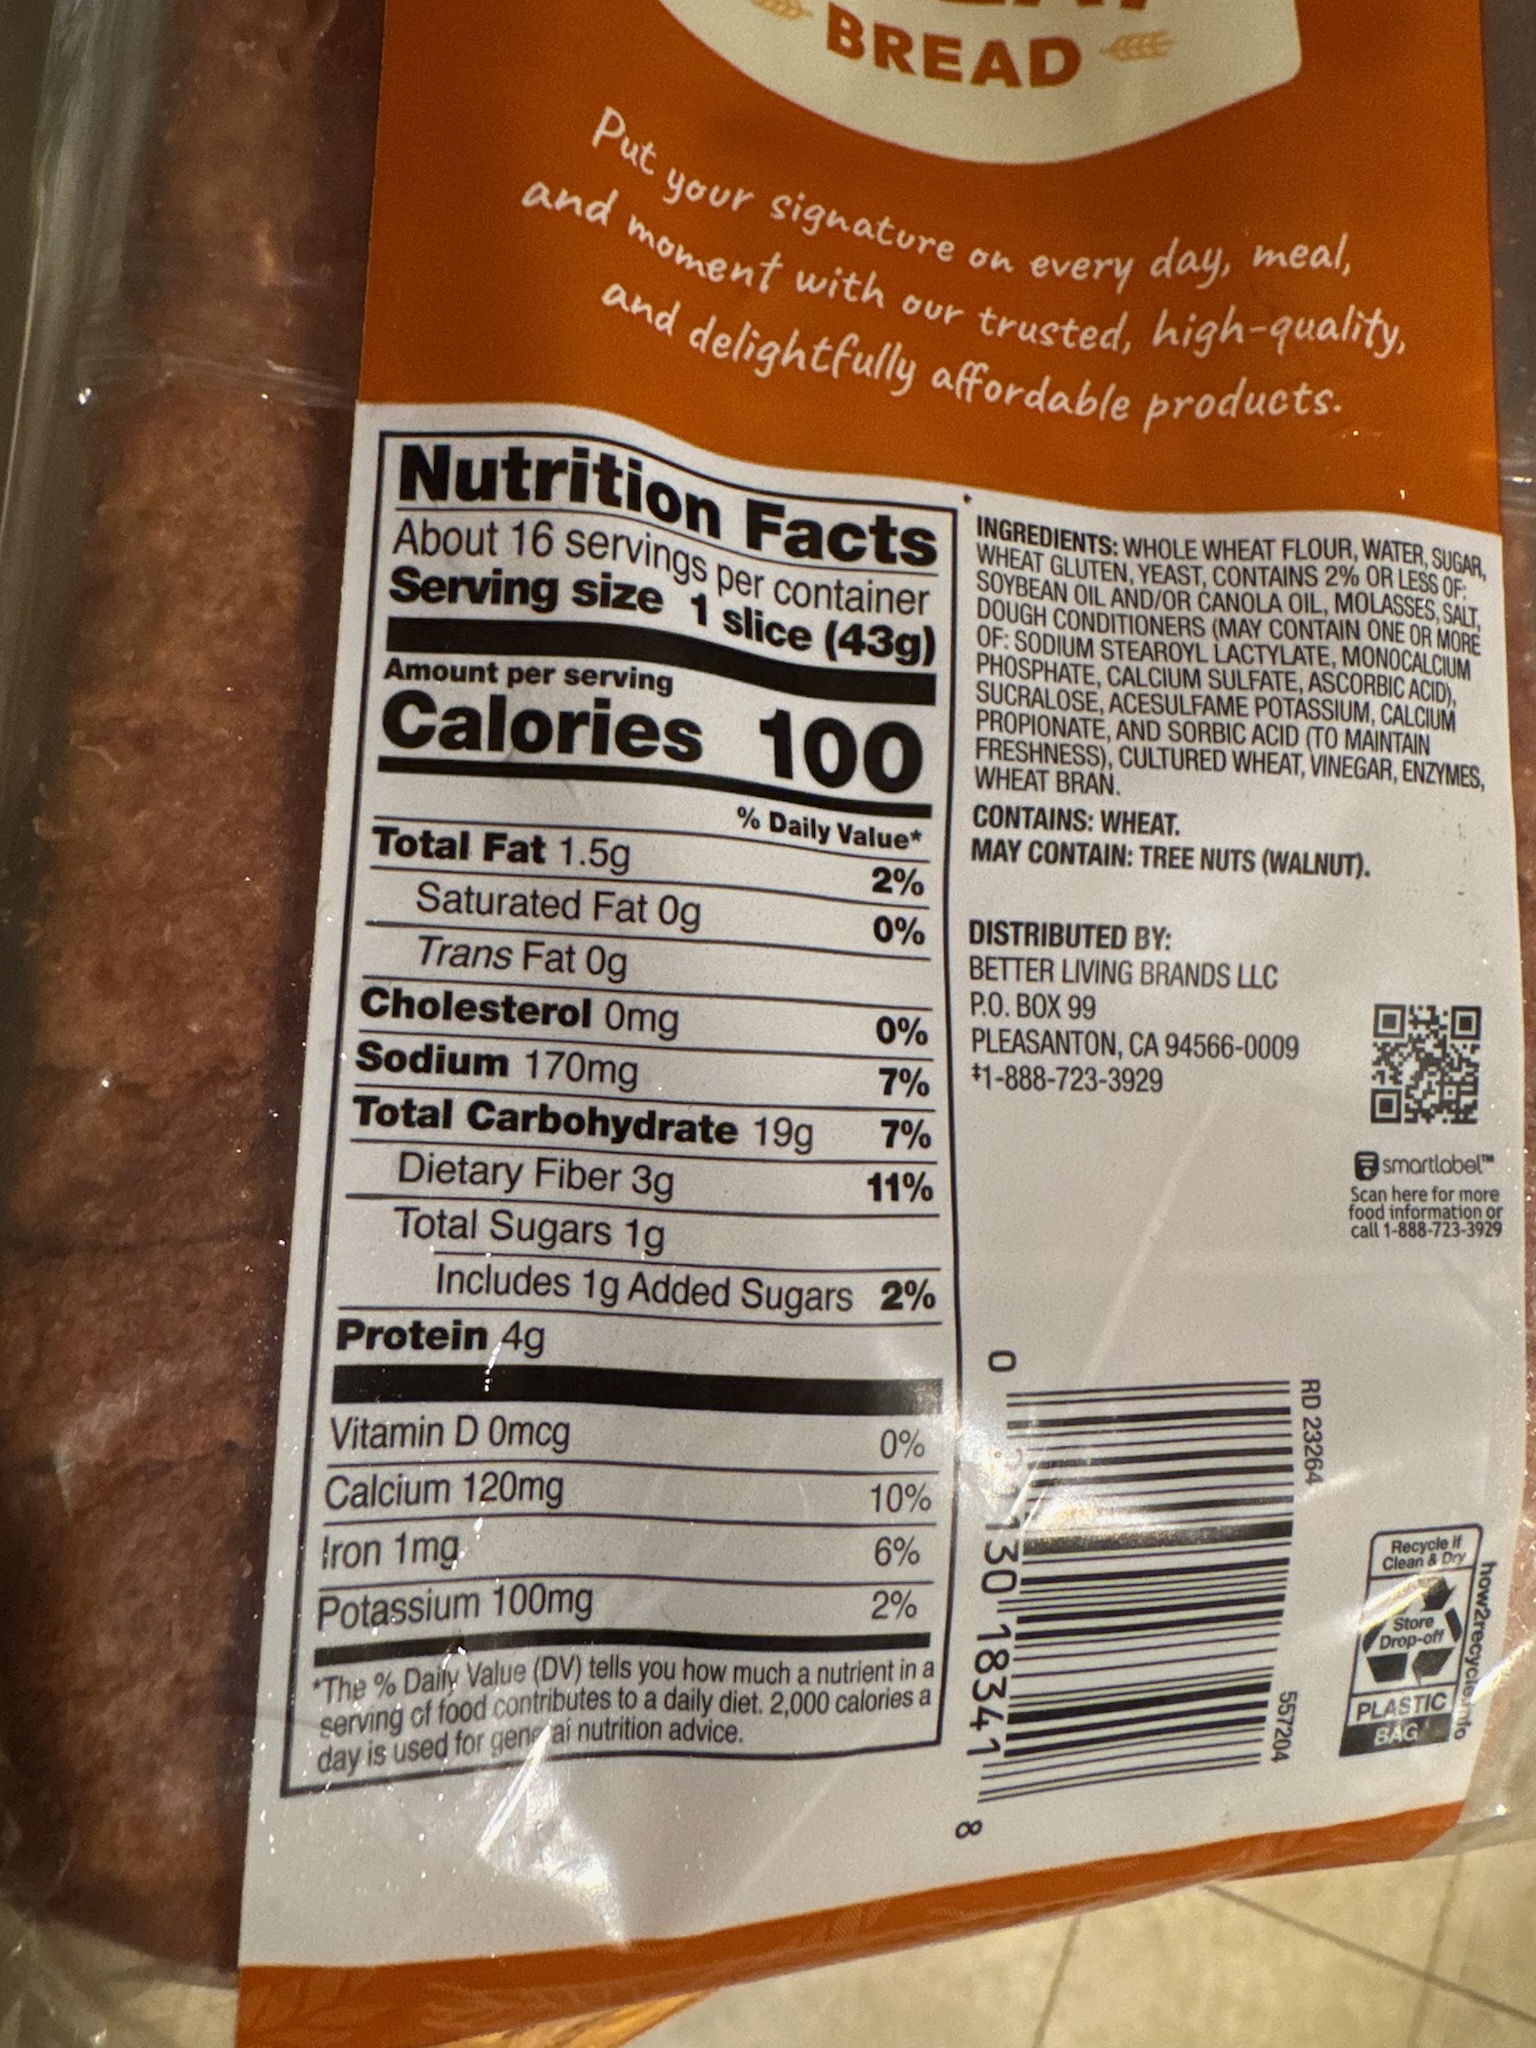 BREAD
Put your signature on every day, meal,
and moment with our trusted, high-quality,
and delightfully affordable products.
Nutrition Facts
About 16 servings per container
Serving size 1 slice (43g)
Amount per serving
Calories 100
% Daily Value*
Total Fat 1.5g 2%
Saturated Fat 0g 0%
Trans Fat 0g
Cholesterol 0mg 0%
Sodium 170mg 7%
Total Carbohydrate 19g 7%
Dietary Fiber 3g 11%
Total Sugars 1g
Includes 1g Added Sugars 2%
Protein 4g
Vitamin D 0mcg 0%
Calcium 120mg 10%
Iron 1mg 6%
Potassium 100mg 2%
*The % Daily Value (DV) tells you how much a nutrient in a
serving of food contributes to a daily diet. 2,000 calories a
day is used for general nutrition advice.
INGREDIENTS: WHOLE WHEAT FLOUR, WATER, SUGAR,
WHEAT GLUTEN, YEAST, CONTAINS 2% OR LESS OF:
SOYBEAN OIL AND/OR CANOLA OIL, MOLASSES, SALT,
DOUGH CONDITIONERS (MAY CONTAIN ONE OR MORE
OF: SODIUM STEAROYL LACTYLATE, MONOCALCIUM
PHOSPHATE, CALCIUM SULFATE, ASCORBIC ACID),
SUCRALOSE, ACESULFAME POTASSIUM, CALCIUM
PROPIONATE, AND SORBIC ACID (TO MAINTAIN
FRESHNESS), CULTURED WHEAT, VINEGAR, ENZYMES,
WHEAT BRAN.
CONTAINS: WHEAT.
MAY CONTAIN: TREE NUTS (WALNUT).
DISTRIBUTED BY:
BETTER LIVING BRANDS LLC
P.O. BOX 99
PLEASANTON, CA 94566-0009
‡1-888-723-3929
smartlabel™
Scan here for more
food information or
call 1-888-723-3929
RD 23264
557204
0 130 18341 8
Recycle if
Clean & Dry
Store
Drop-off
PLASTIC
BAG
how2recycle.info